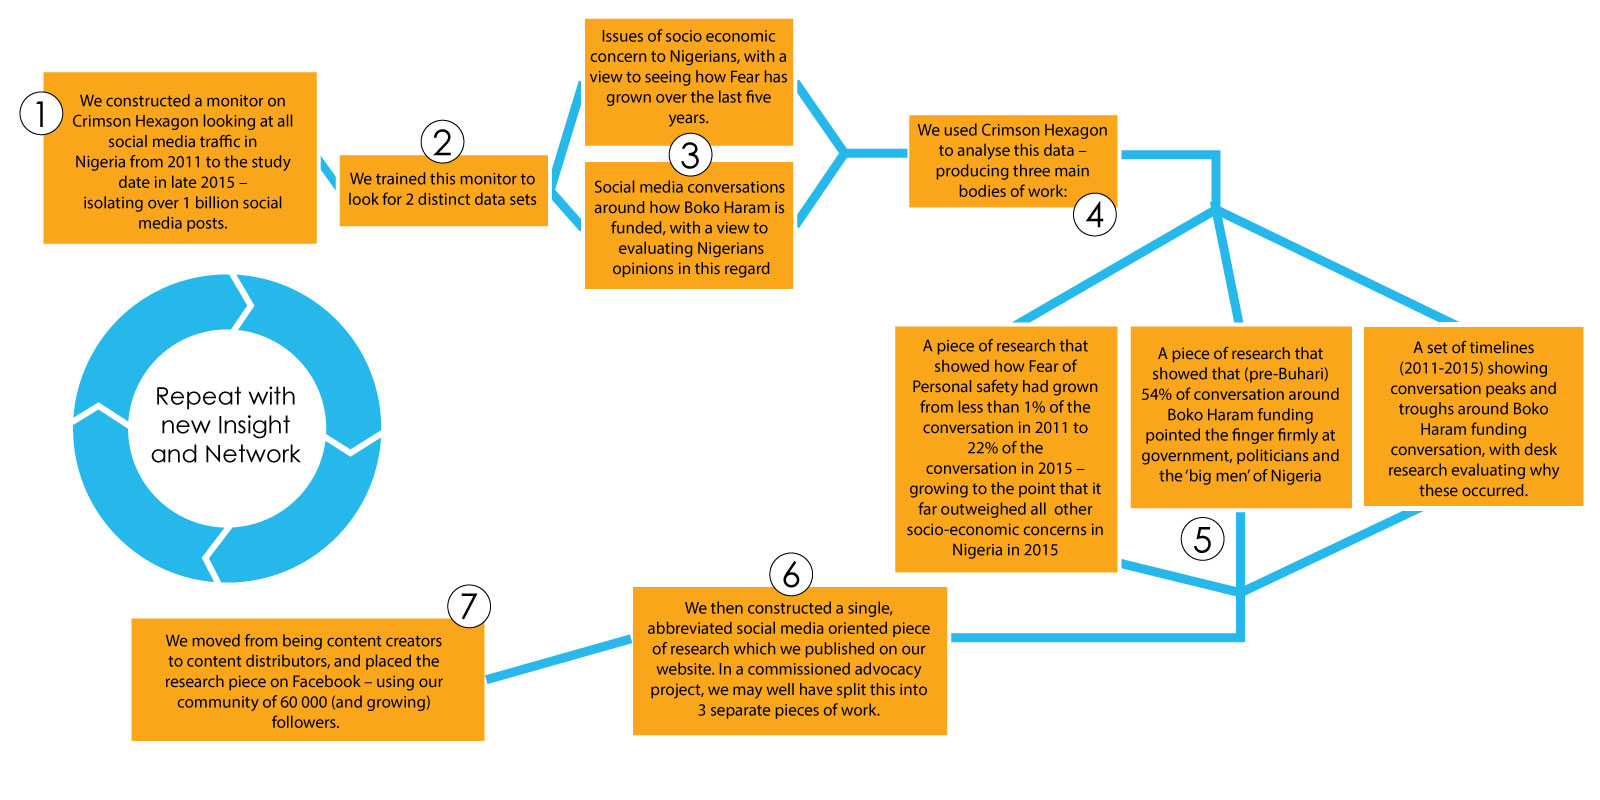 1
We constructed a monitor on
Crimson Hexagon looking at all
social media traffic in
Nigeria from 2011 to the study
date in late 2015 –
isolating over 1 billion social
media posts.
2
We trained this monitor to
look for 2 distinct data sets
Issues of socio economic
concern to Nigerians, with a
view to seeing how Fear has
grown over the last five
years.
3
Social media conversations
around how Boko Haram is
funded, with a view to
evaluating Nigerians
opinions in this regard
We used Crimson Hexagon
to analyse this data –
producing three main
bodies of work:
4
A piece of research that
showed how Fear of
Personal safety had grown
from less than 1% of the
conversation in 2011 to
22% of the
conversation in 2015 –
growing to the point that it
far outweighed all other
socio-economic concerns in
Nigeria in 2015
A piece of research that
showed that (pre-Buhari)
54% of conversation around
Boko Haram funding
pointed the finger firmly at
government, politicians and
the ‘big men’ of Nigeria
A set of timelines
(2011-2015) showing
conversation peaks and
troughs around Boko
Haram funding
conversation, with desk
research evaluating why
these occurred.
5
6
We then constructed a single,
abbreviated social media oriented piece
of research which we published on our
website. In a commissioned advocacy
project, we may well have split this into
3 separate pieces of work.
7
We moved from being content creators
to content distributors, and placed the
research piece on Facebook – using our
community of 60 000 (and growing)
followers.
Repeat with
new Insight
and Network